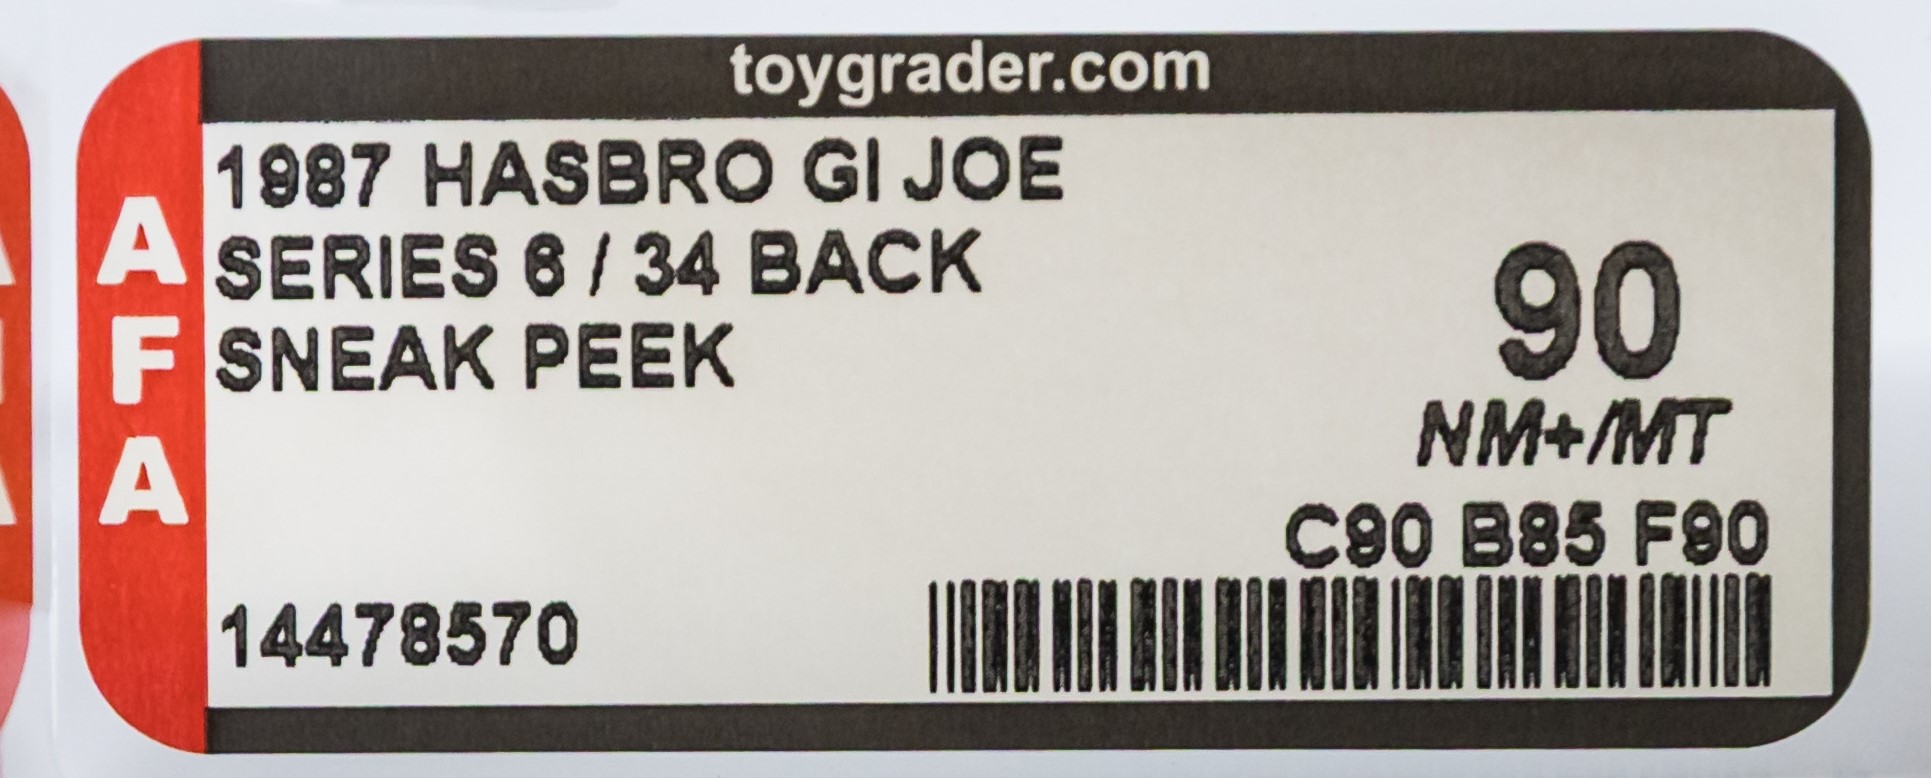 toygrader.com
AFA
1987 HASBRO GI JOE
SERIES 6 / 34 BACK
SNEAK PEEK
90
NM+/MT
C90 B85 F90
14478570